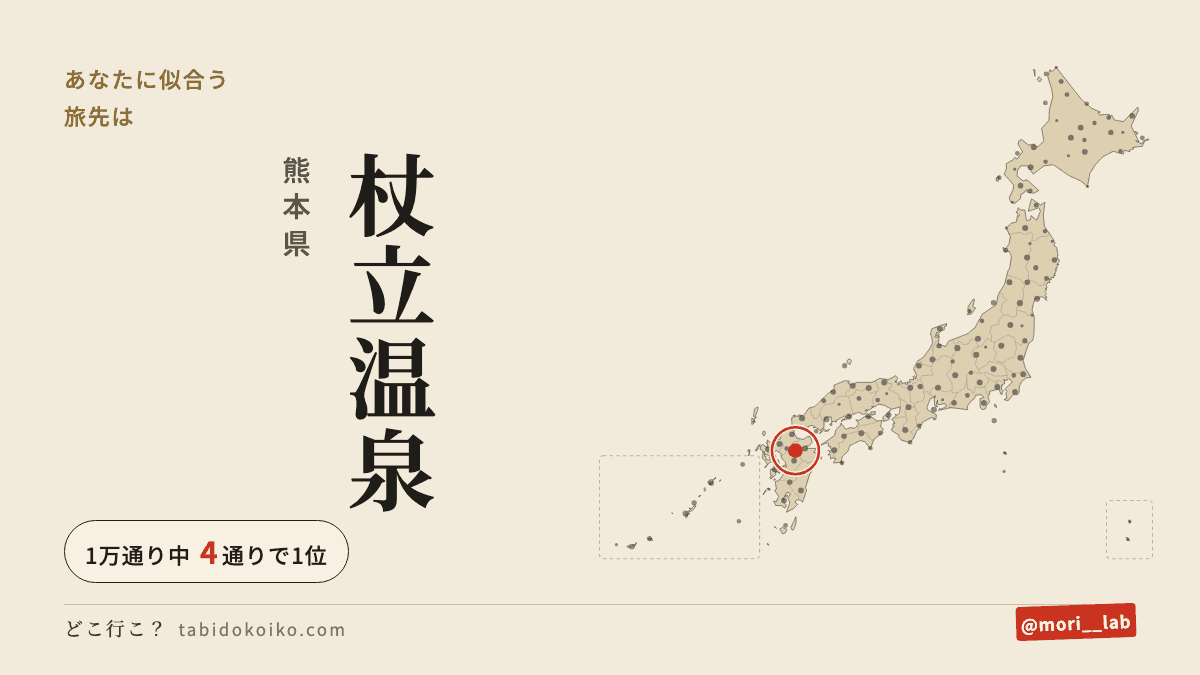 あなたに似合う
旅先は
熊本県
杖立温泉
1万通り中 4通りで1位
どこ行こ？ tabidokoiko.com
@mori__lab